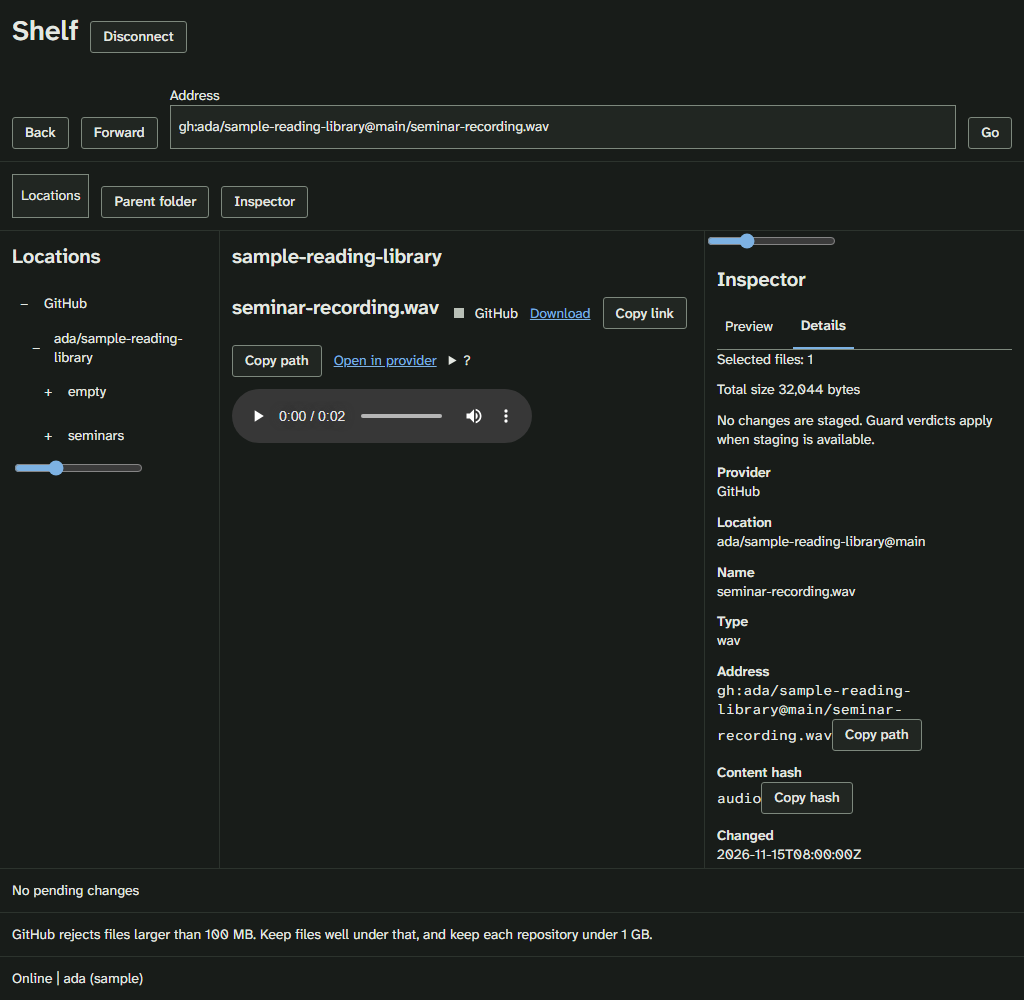 Shelf
Disconnect
Address
Back
Forward
gh:ada/sample-reading-library@main/seminar-recording.wav
Go
Locations
Parent folder
Inspector
Locations
− GitHub
− ada/sample-reading-
library
+ empty
+ seminars
sample-reading-library
seminar-recording.wav
GitHub
Download
Copy link
Copy path
Open in provider
?
0:00 / 0:02
Inspector
Preview
Details
Selected files: 1
Total size 32,044 bytes
No changes are staged. Guard verdicts apply
when staging is available.
Provider
GitHub
Location
ada/sample-reading-library@main
Name
seminar-recording.wav
Type
wav
Address
gh:ada/sample-reading-
library@main/seminar-
recording.wav
Copy path
Content hash
audio
Copy hash
Changed
2026-11-15T08:00:00Z
No pending changes
GitHub rejects files larger than 100 MB. Keep files well under that, and keep each repository under 1 GB.
Online | ada (sample)